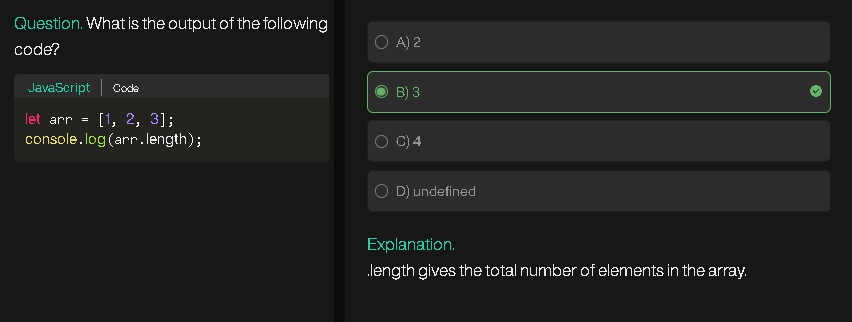 Question. What is the output of the following
code?
JavaScript | Code
let arr = [1, 2, 3];
console.log(arr.length);
A) 2
B) 3
C) 4
D) undefined
Explanation.
.length gives the total number of elements in the array.